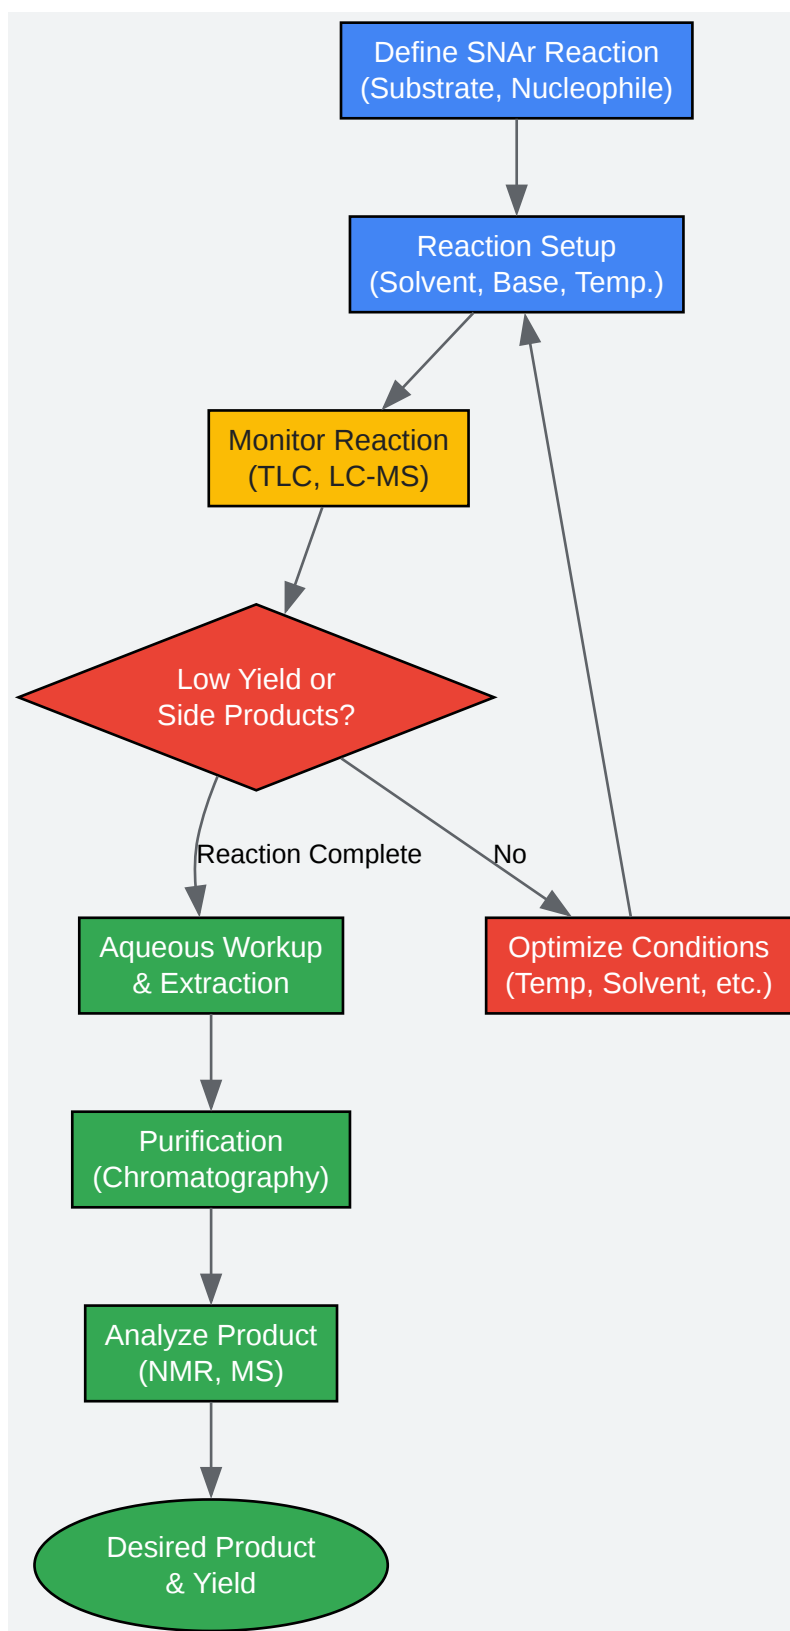 Define SNAr Reaction
(Substrate, Nucleophile)
Reaction Setup
(Solvent, Base, Temp.)
Monitor Reaction
(TLC, LC-MS)
Low Yield or
Side Products?
Reaction Complete
No
Aqueous Workup
& Extraction
Optimize Conditions
(Temp, Solvent, etc.)
Purification
(Chromatography)
Analyze Product
(NMR, MS)
Desired Product
& Yield